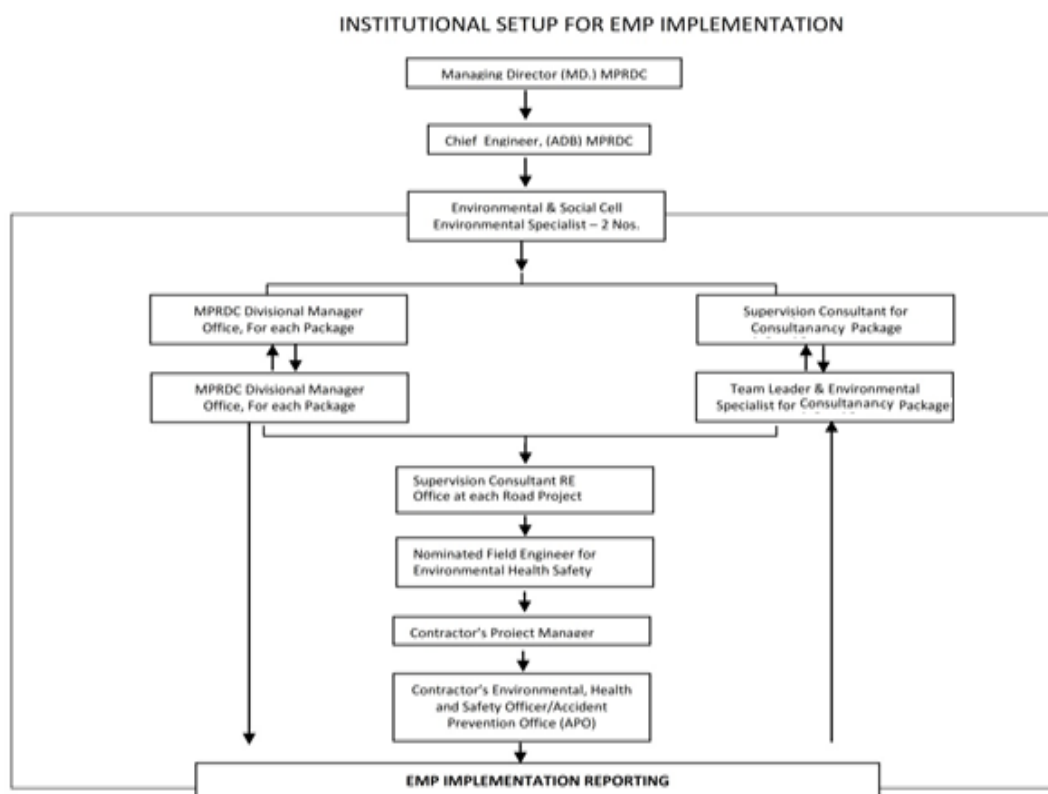 INSTITUTIONAL SETUP FOR EMP IMPLEMENTATION
Managing Director (MD.) MPRDC
Chief Engineer, (ADB) MPRDC
Environmental & Social Cell
Environmental Specialist – 2 Nos.
MPRDC Divisional Manager
Office, For each Package
Supervision Consultant for
Consultanancy Package
MPRDC Divisional Manager
Office, For each Package
Team Leader & Environmental
Specialist for Consultanancy Package
Supervision Consultant RE
Office at each Road Project
Nominated Field Engineer for
Environmental Health Safety
Contractor's Project Manager
Contractor's Environmental, Health
and Safety Officer/Accident
Prevention Office (APO)
EMP IMPLEMENTATION REPORTING